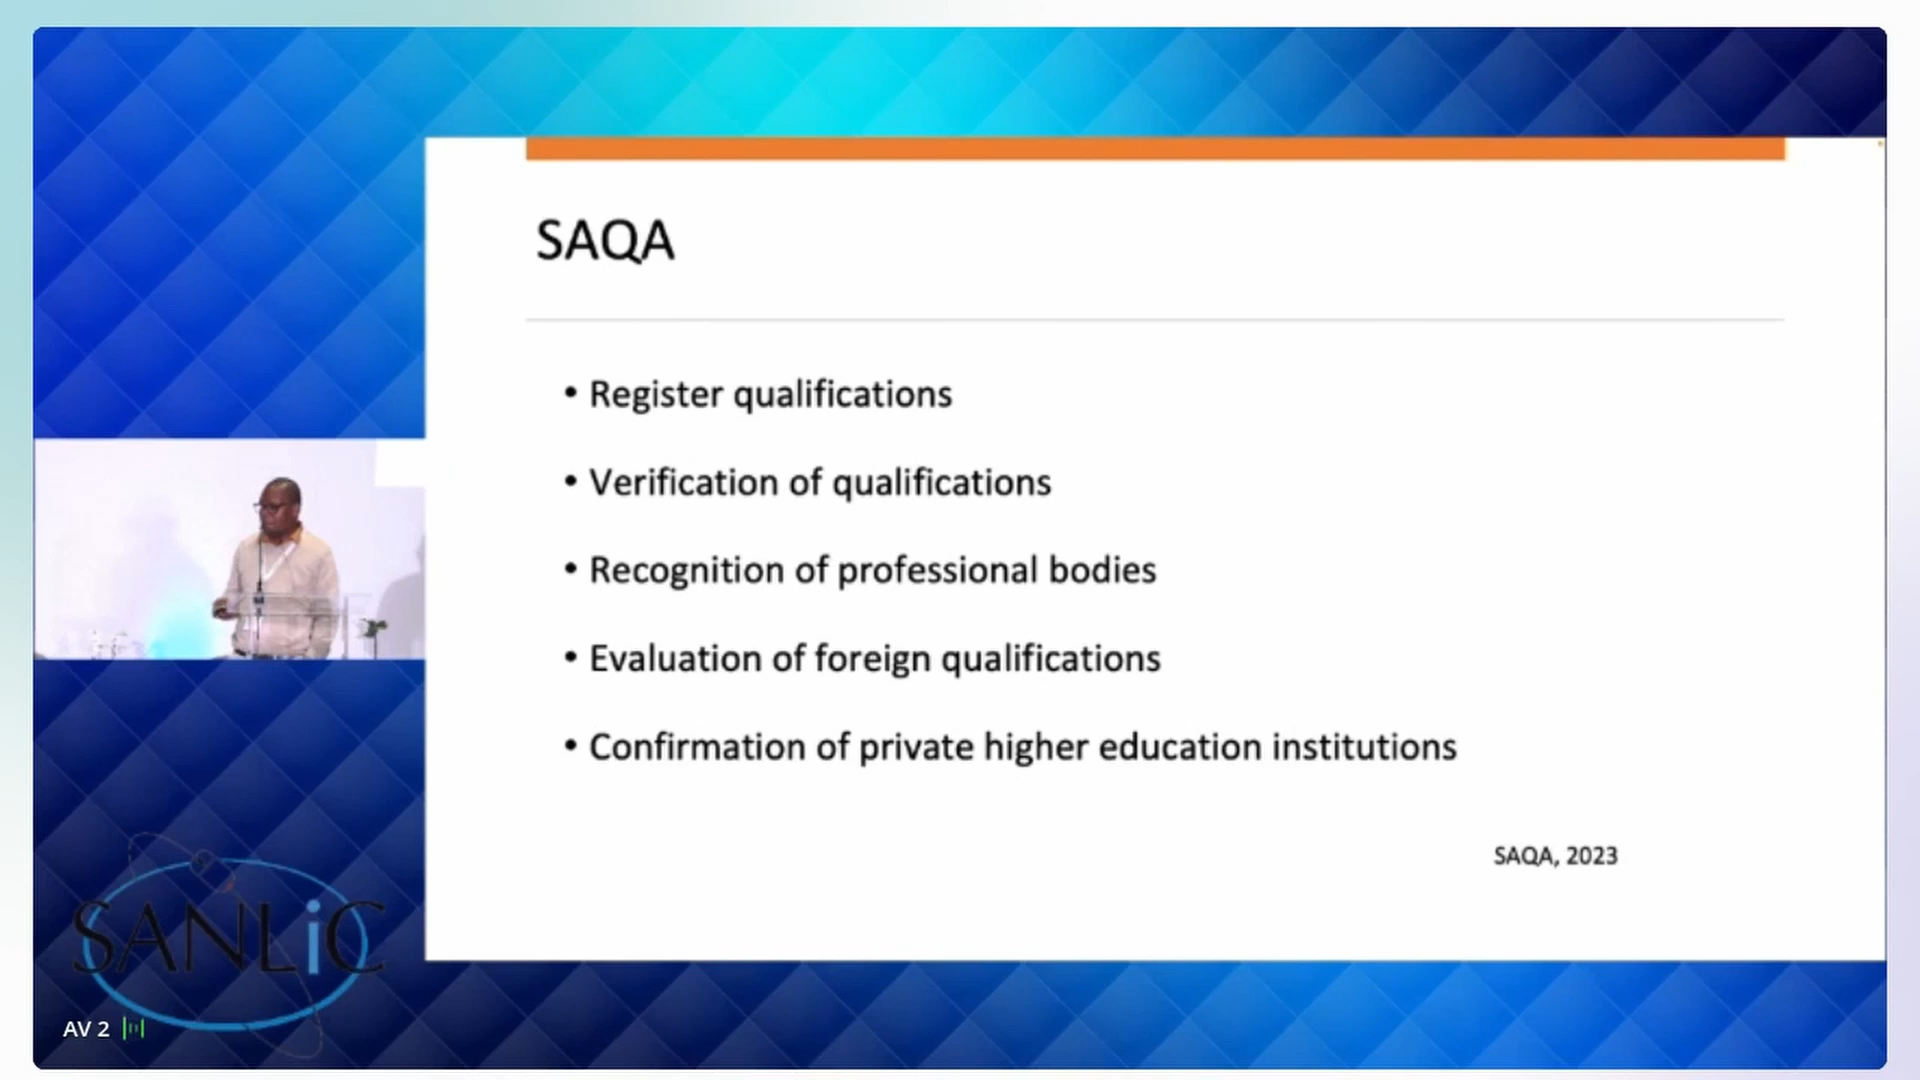 SAQA
• Register qualifications
• Verification of qualifications
• Recognition of professional bodies
• Evaluation of foreign qualifications
• Confirmation of private higher education institutions
SAQA, 2023
SANLiC
AV 2